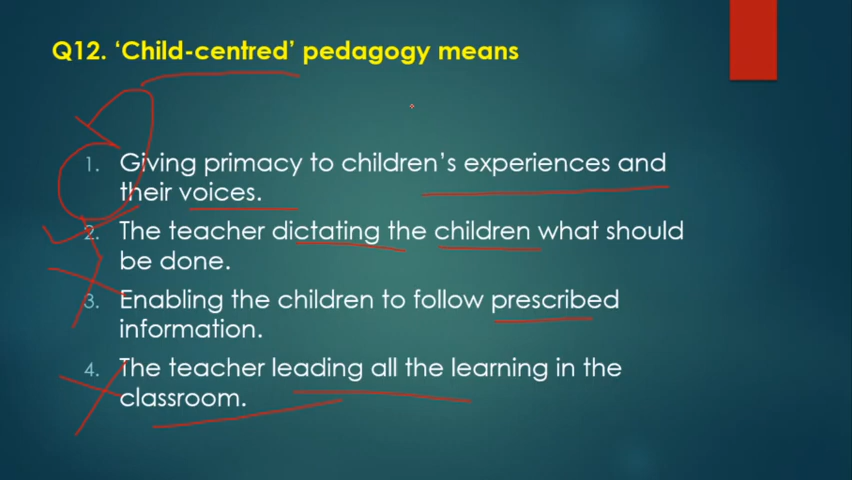 Q12. ‘Child-centred’ pedagogy means
1. Giving primacy to children’s experiences and
their voices.
2. The teacher dictating the children what should
be done.
3. Enabling the children to follow prescribed
information.
4. The teacher leading all the learning in the
classroom.